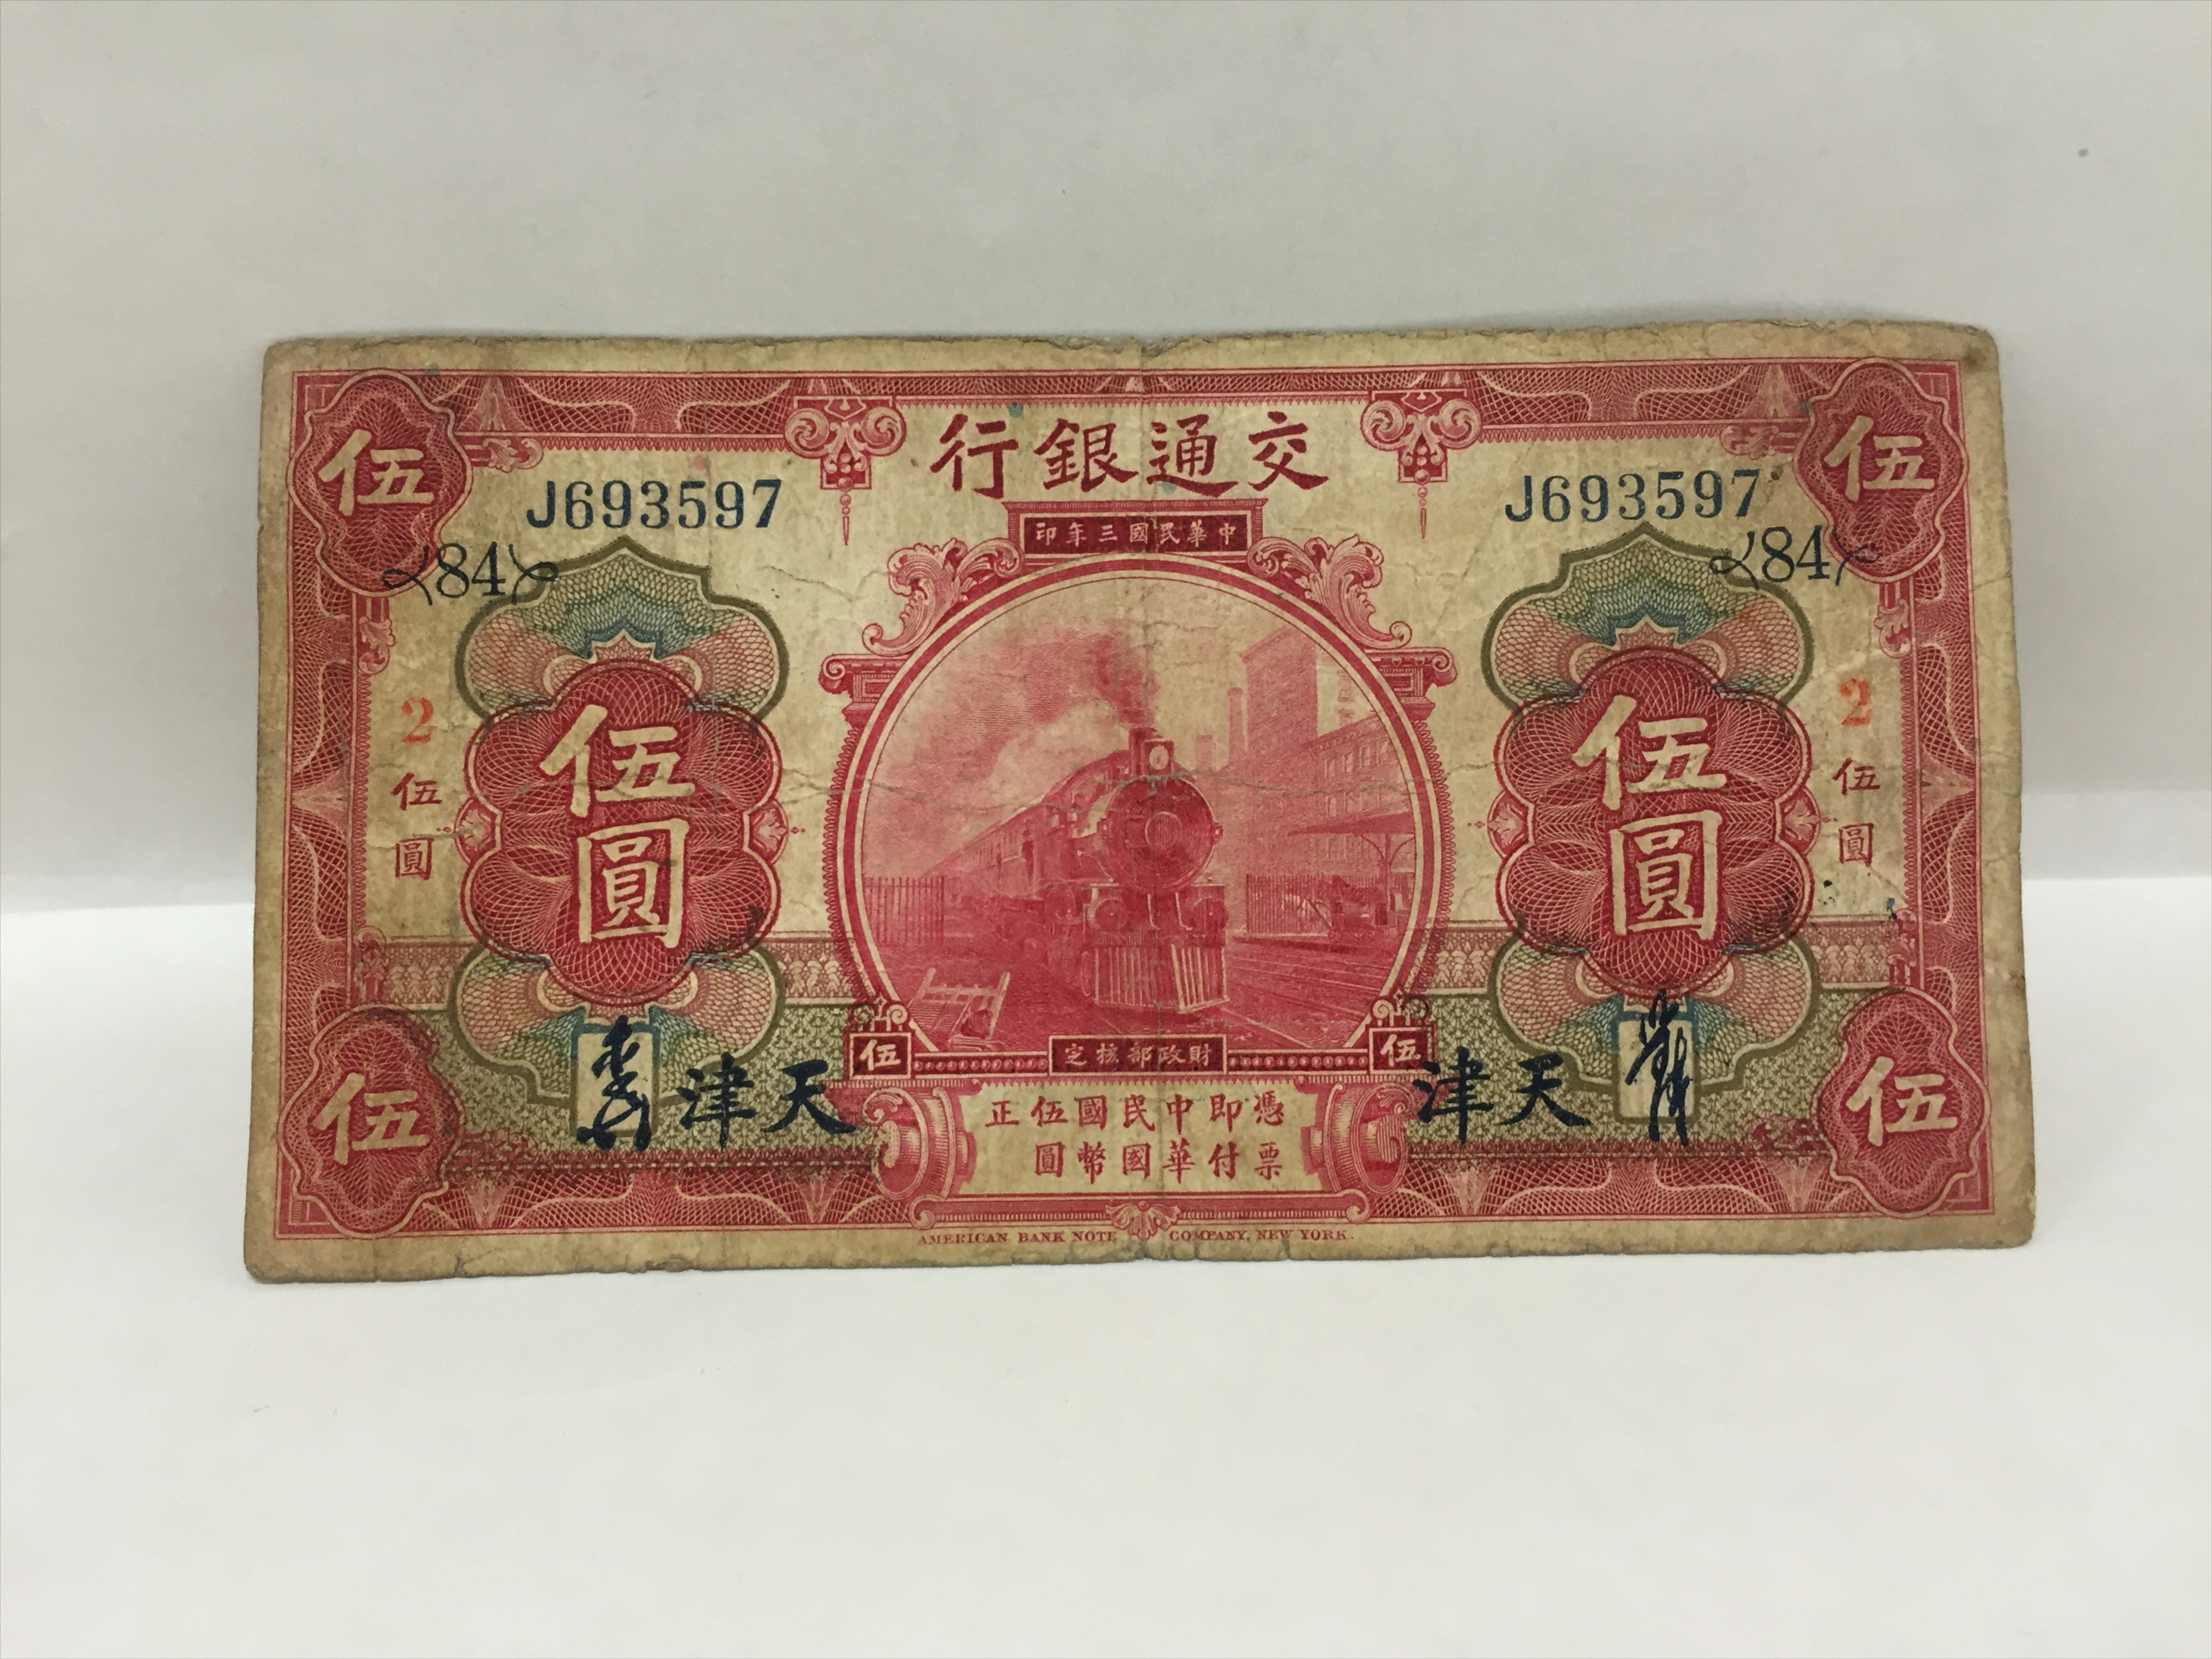 伍
伍
交通銀行
J693597
J693597
中華民國三年印
84
84
2
伍圓
伍圓
伍圓
2
伍圓
伍
財政部核定
伍
天津
天津
憑票即付中華民國國幣伍圓正
伍
伍
AMERICAN BANK NOTE COMPANY, NEW YORK.